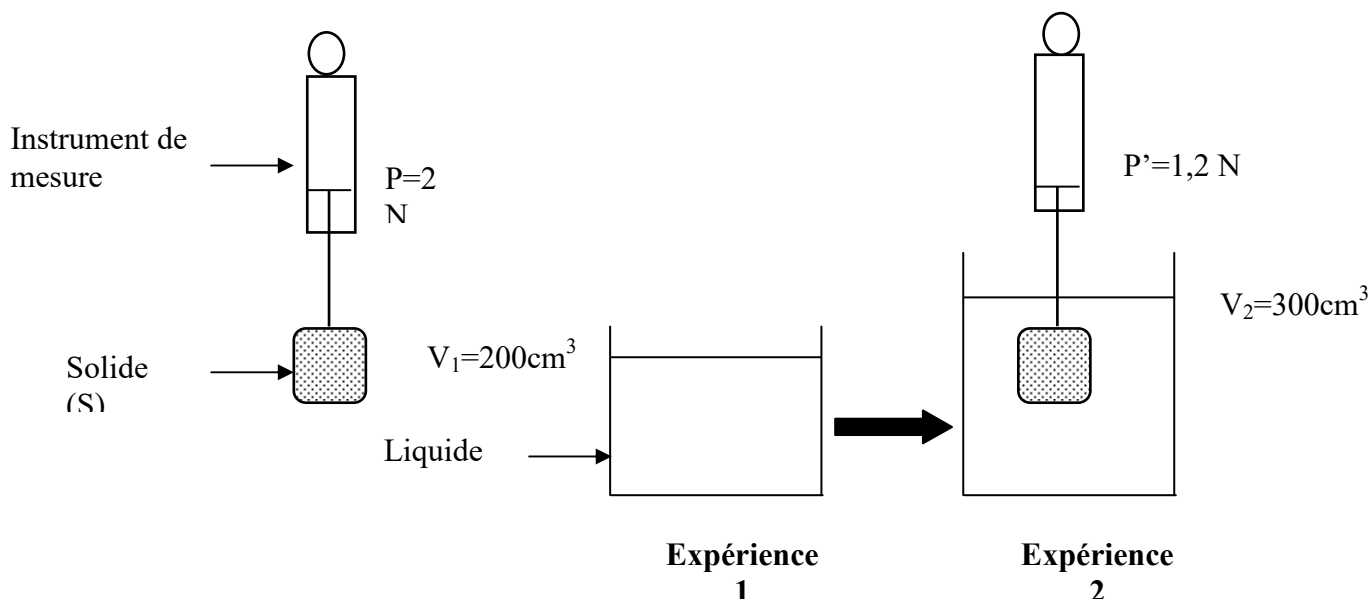 Instrument de
mesure
P=2
N
Solide
(S)
V₁=200cm³
Liquide
P’=1,2 N
V₂=300cm³
Expérience
1
Expérience
2